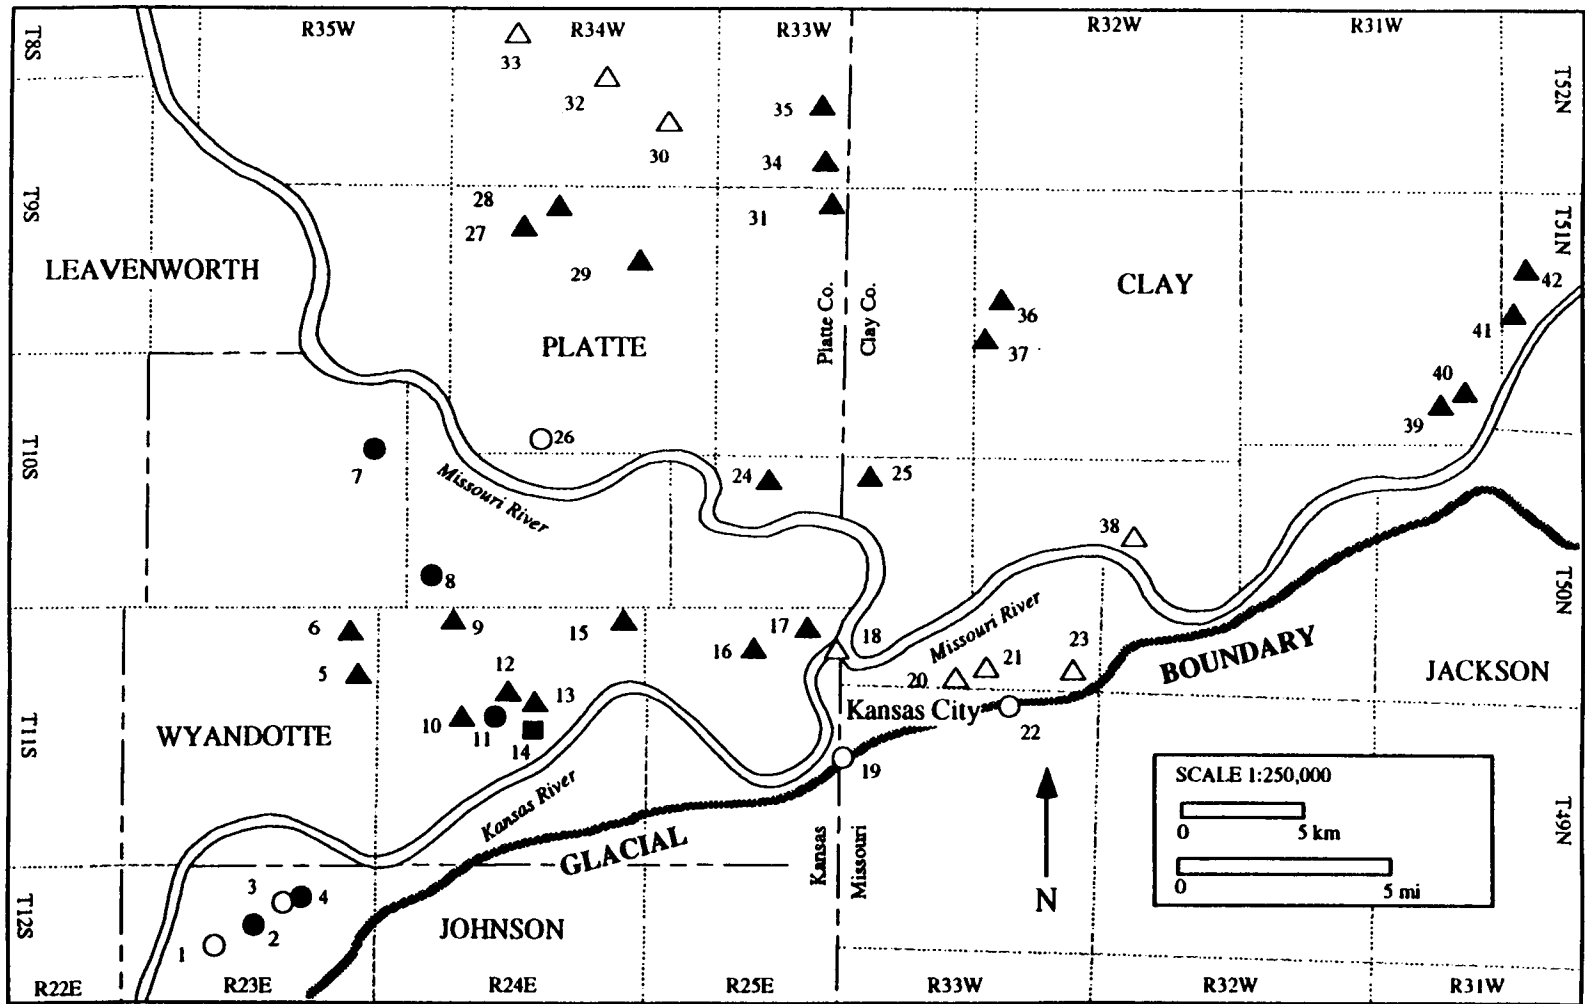 R35W
R34W
R33W
R32W
R31W
T8S
33
32
35
T52N
30
34
T9S
28
27
31
T51N
29
LEAVENWORTH
CLAY
42
36
41
Platte Co.
Clay Co.
PLATTE
37
40
39
26
T10S
7
Missouri River
24
25
38
8
T50N
6
9
15
17
18
Missouri River
16
23
BOUNDARY
5
12
20
21
JACKSON
13
10
11
14
Kansas City
22
WYANDOTTE
T11S
19
SCALE 1:250,000
Kansas River
0 5 km
T49N
GLACIAL
Kansas
Missouri
0 5 mi
3
4
N
T12S
2
1
JOHNSON
R22E
R23E
R24E
R25E
R33W
R32W
R31W